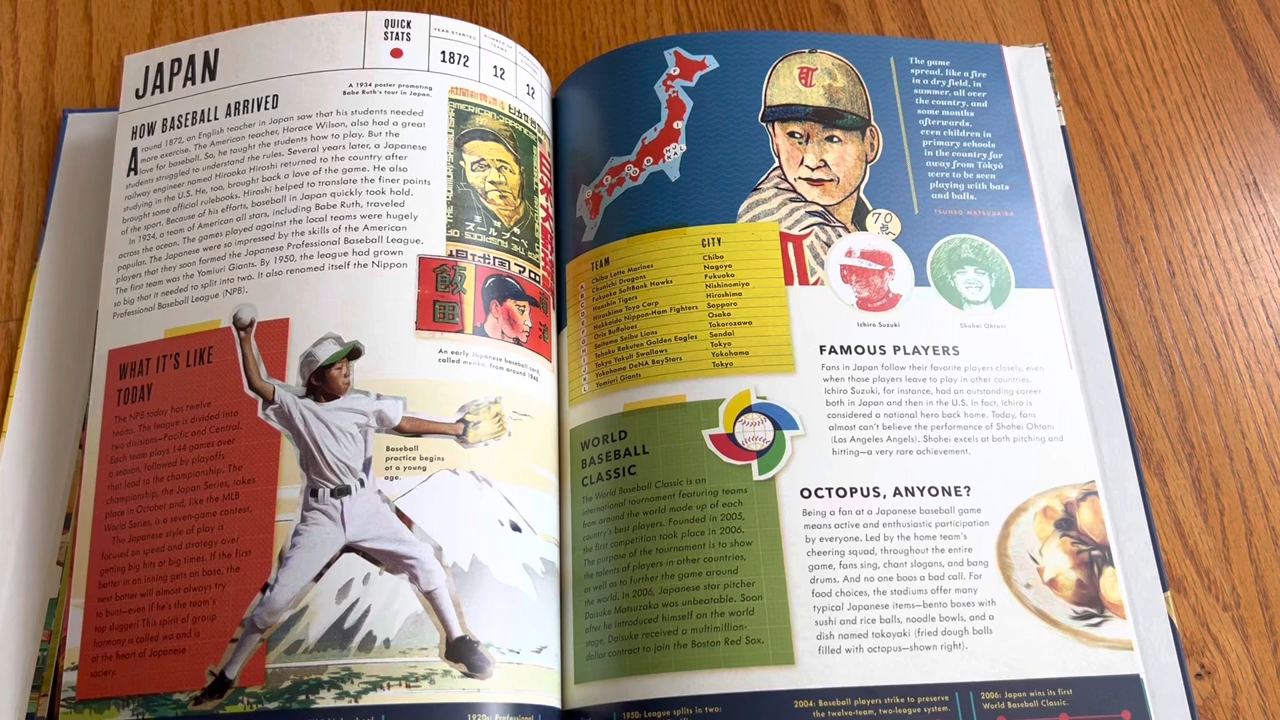 JAPAN
QUICK
STATS
YEAR STARTED
1872
NUMBER OF
TEAMS
12
12
HOW BASEBALL ARRIVED
Around 1872, an English teacher in Japan saw that his students needed
more exercise. The American teacher, Horace Wilson, also had a great
love for baseball. So, he taught the students how to play. But the
students struggled to understand the rules. Several years later, a Japanese
railway engineer named Hiraoka Hiroshi returned to the country after
studying in the U.S. He, too, brought back a love of the game. He also
brought some official rulebooks. Hiroshi helped to translate the finer points
of the sport. Because of his efforts, baseball in Japan quickly took hold.
In 1934, a team of American all stars, including Babe Ruth, traveled
across the ocean. The games played against the local teams were hugely
popular. The Japanese were so impressed by the skills of the American
players that they soon formed the Japanese Professional Baseball League.
The first team was the Yomiuri Giants. By 1950, the league had grown
so big that it needed to split into two. It also renamed itself the Nippon
Professional Baseball League (NPB).
A 1934 poster promoting
Babe Ruth's tour in Japan.
飯
田
An early Japanese baseball card,
called menko, from around
WHAT IT'S LIKE
TODAY
The NPB today has twelve
teams. The league is divided into
two divisions—Pacific and Central.
Each team plays 144 games over
a season, followed by playoffs
that lead to the championship. The
championship, the Japan Series, takes
place in October and, like the MLB
World Series, is a seven-game contest.
The Japanese style of play is
focused on speed and strategy over
getting big hits at big times. If the first
batter in an inning gets on base, the
next batter will almost always try
to bunt—even if he's the team's
top slugger! This spirit of group
harmony is called wa and is
at the heart of Japanese
society.
Baseball
practice begins
at a young
age.
1920s: Professional
The game
spread, like a fire
in a dry field, in
summer, all over
the country, and
some months
afterwards,
even children in
primary schools
in the country far
away from Tōkyō
were to be seen
playing with bats
and balls.
TSUNEO MATSUDAIRA
70
点
TEAM CITY
A Chiba Lotte Marines Chiba
B Chunichi Dragons Nagoya
C Fukuoka SoftBank Hawks Fukuoka
D Hanshin Tigers Nishinomiya
E Hiroshima Toyo Carp Hiroshima
F Hokkaido Nippon-Ham Fighters Sapporo
G Orix Buffaloes Osaka
H Saitama Seibu Lions Tokorozawa
I Tohoku Rakuten Golden Eagles Sendai
J Tokyo Yakult Swallows Tokyo
K Yokohama DeNA BayStars Yokohama
L Yomiuri Giants Tokyo
Ichiro Suzuki
Shohei Ohtani
FAMOUS PLAYERS
Fans in Japan follow their favorite players closely, even
when those players leave to play in other countries.
Ichiro Suzuki, for instance, had an outstanding career
both in Japan and then in the U.S. In fact, Ichiro is
considered a national hero back home. Today, fans
almost can't believe the performance of Shohei Ohtani
(Los Angeles Angels). Shohei excels at both pitching and
hitting—a very rare achievement.
WORLD
BASEBALL
CLASSIC
The World Baseball Classic is an
international tournament featuring teams
from around the world made up of each
country's best players. Founded in 2005,
the first competition took place in 2006.
The purpose of the tournament is to show
the talents of players in other countries,
as well as to further the game around
the world. In 2006, Japanese star pitcher
Daisuke Matsuzaka was unbeatable. Soon
after he introduced himself on the world
stage, Daisuke received a multimillion-
dollar contract to join the Boston Red Sox.
OCTOPUS, ANYONE?
Being a fan at a Japanese baseball game
means active and enthusiastic participation
by everyone. Led by the home team's
cheering squad, throughout the entire
game, fans sing, chant slogans, and bang
drums. And no one boos a bad call. For
food choices, the stadiums offer many
typical Japanese items—bento boxes with
sushi and rice balls, noodle bowls, and a
dish named takoyaki (fried dough balls
filled with octopus—shown right).
1950: League splits in two:
2004: Baseball players strike to preserve
the twelve-team, two-league system.
2006: Japan wins its first
World Baseball Classic.